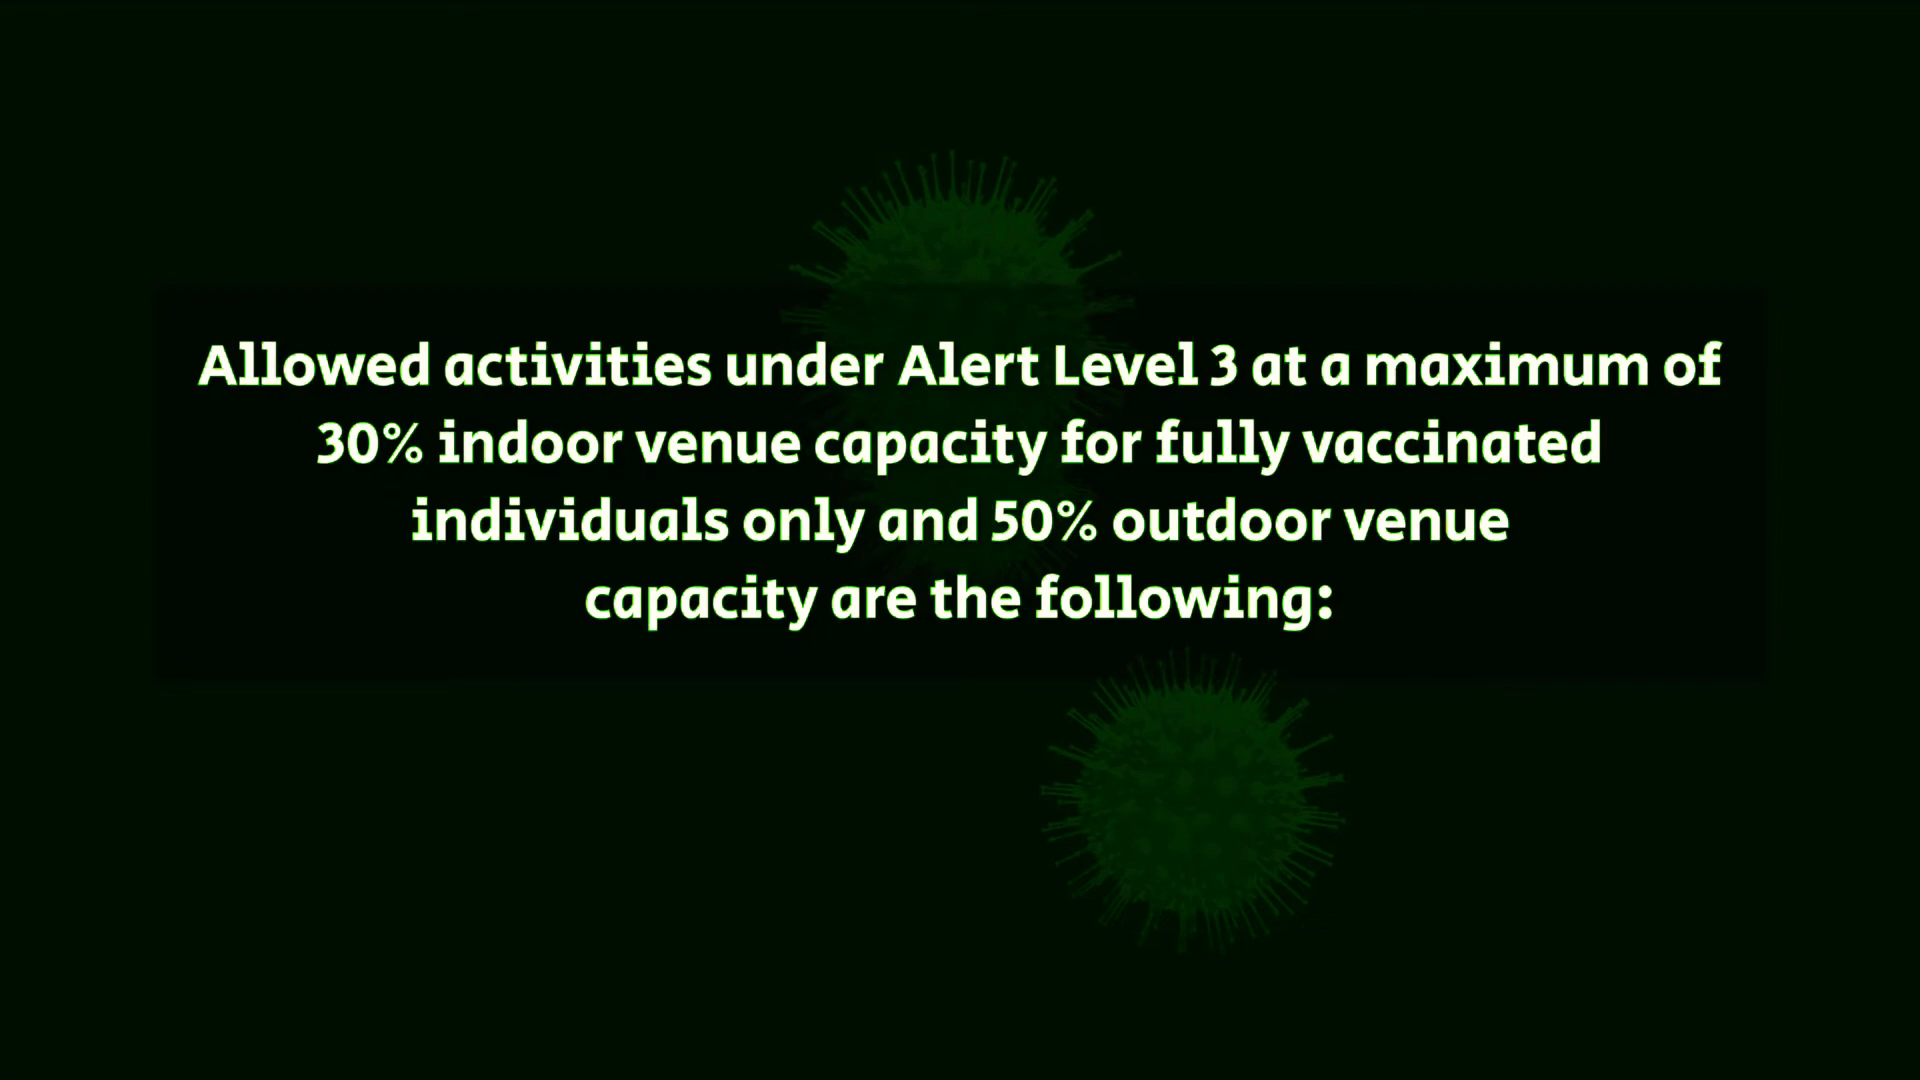 Allowed activities under Alert Level 3 at a maximum of
30% indoor venue capacity for fully vaccinated
individuals only and 50% outdoor venue
capacity are the following: